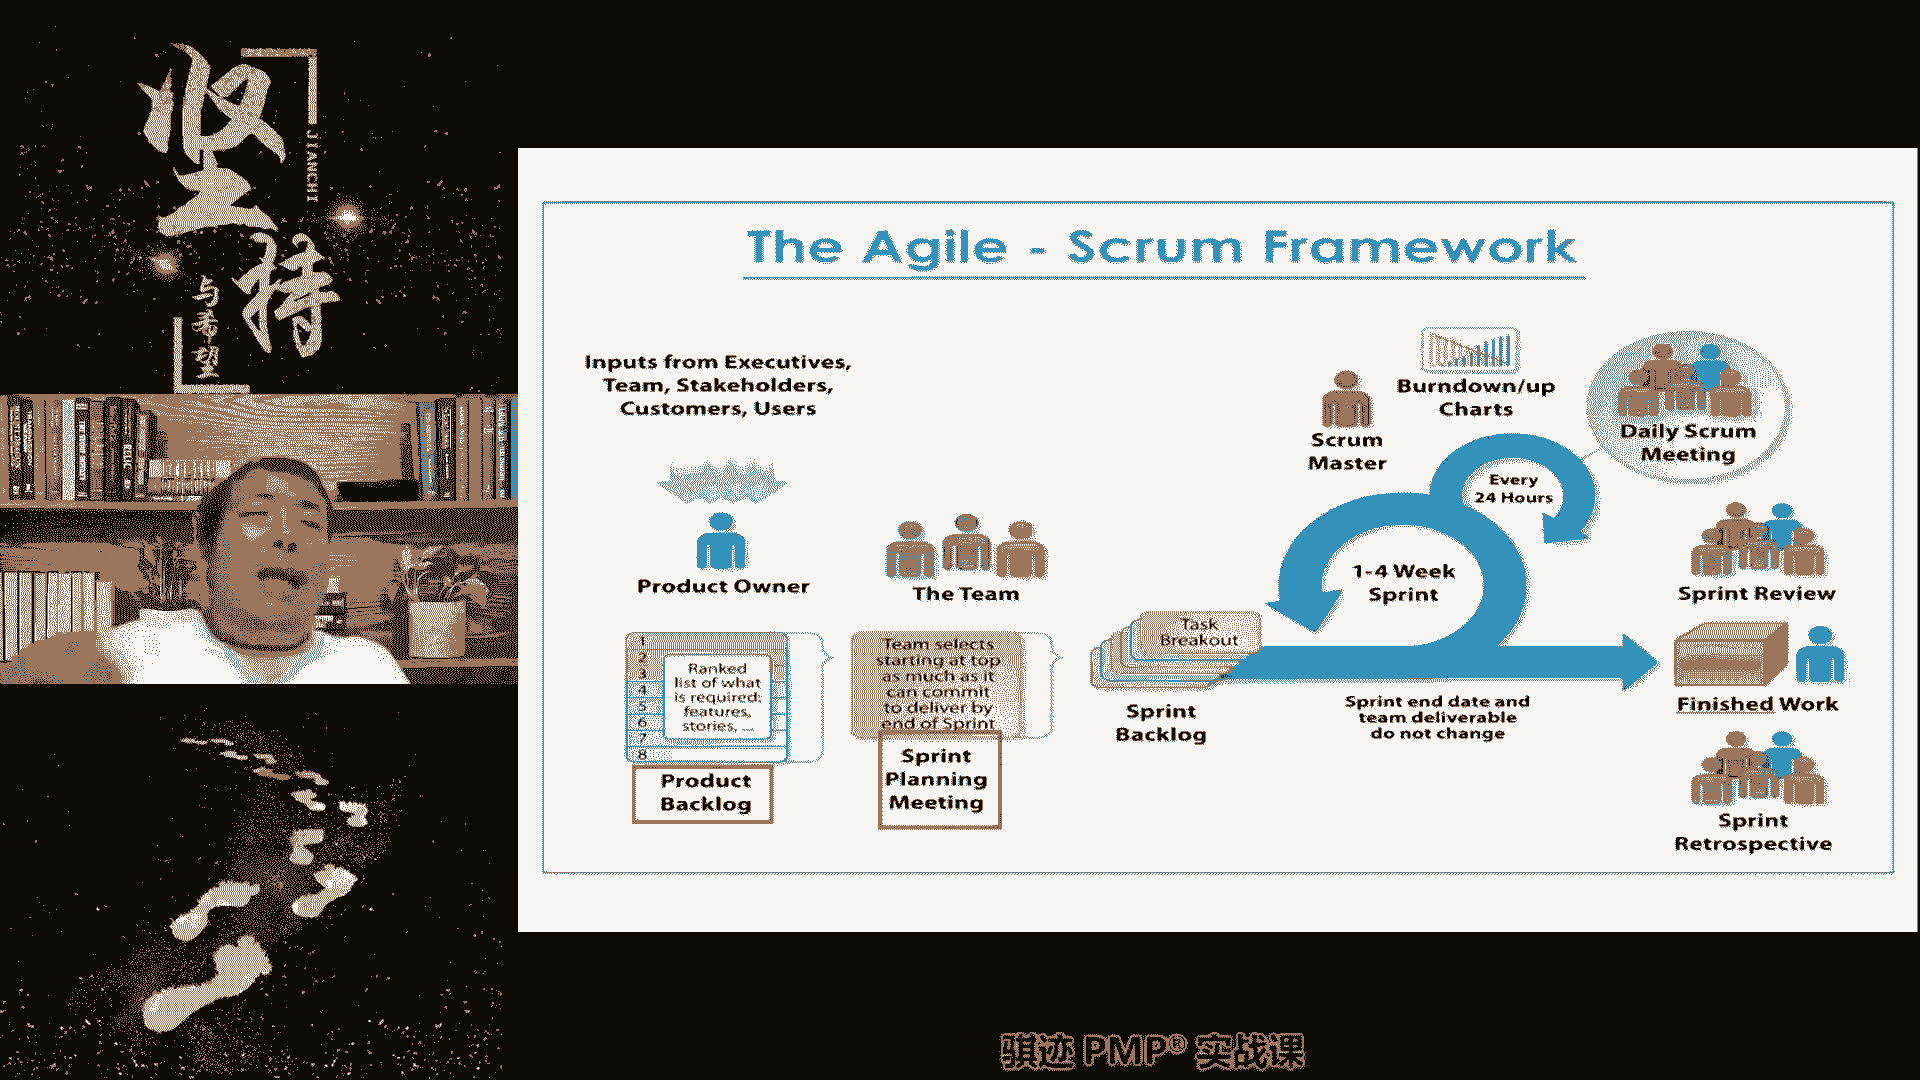 坚持
JIANCHI
与希望
The Agile - Scrum Framework
Inputs from Executives,
Team, Stakeholders,
Customers, Users
Product Owner
The Team
1
2
3
4
5
6
7
8
Ranked
list of what
is required:
features,
stories, ...
Product
Backlog
Team selects
starting at top
as much as it
can commit
to deliver by
end of Sprint
Sprint
Planning
Meeting
Task
Breakout
Sprint
Backlog
Scrum
Master
Burndown/up
Charts
Every
24 Hours
1-4 Week
Sprint
Sprint end date and
team deliverable
do not change
Daily Scrum
Meeting
Sprint Review
Finished Work
Sprint
Retrospective
骐迹 PMP® 实战课